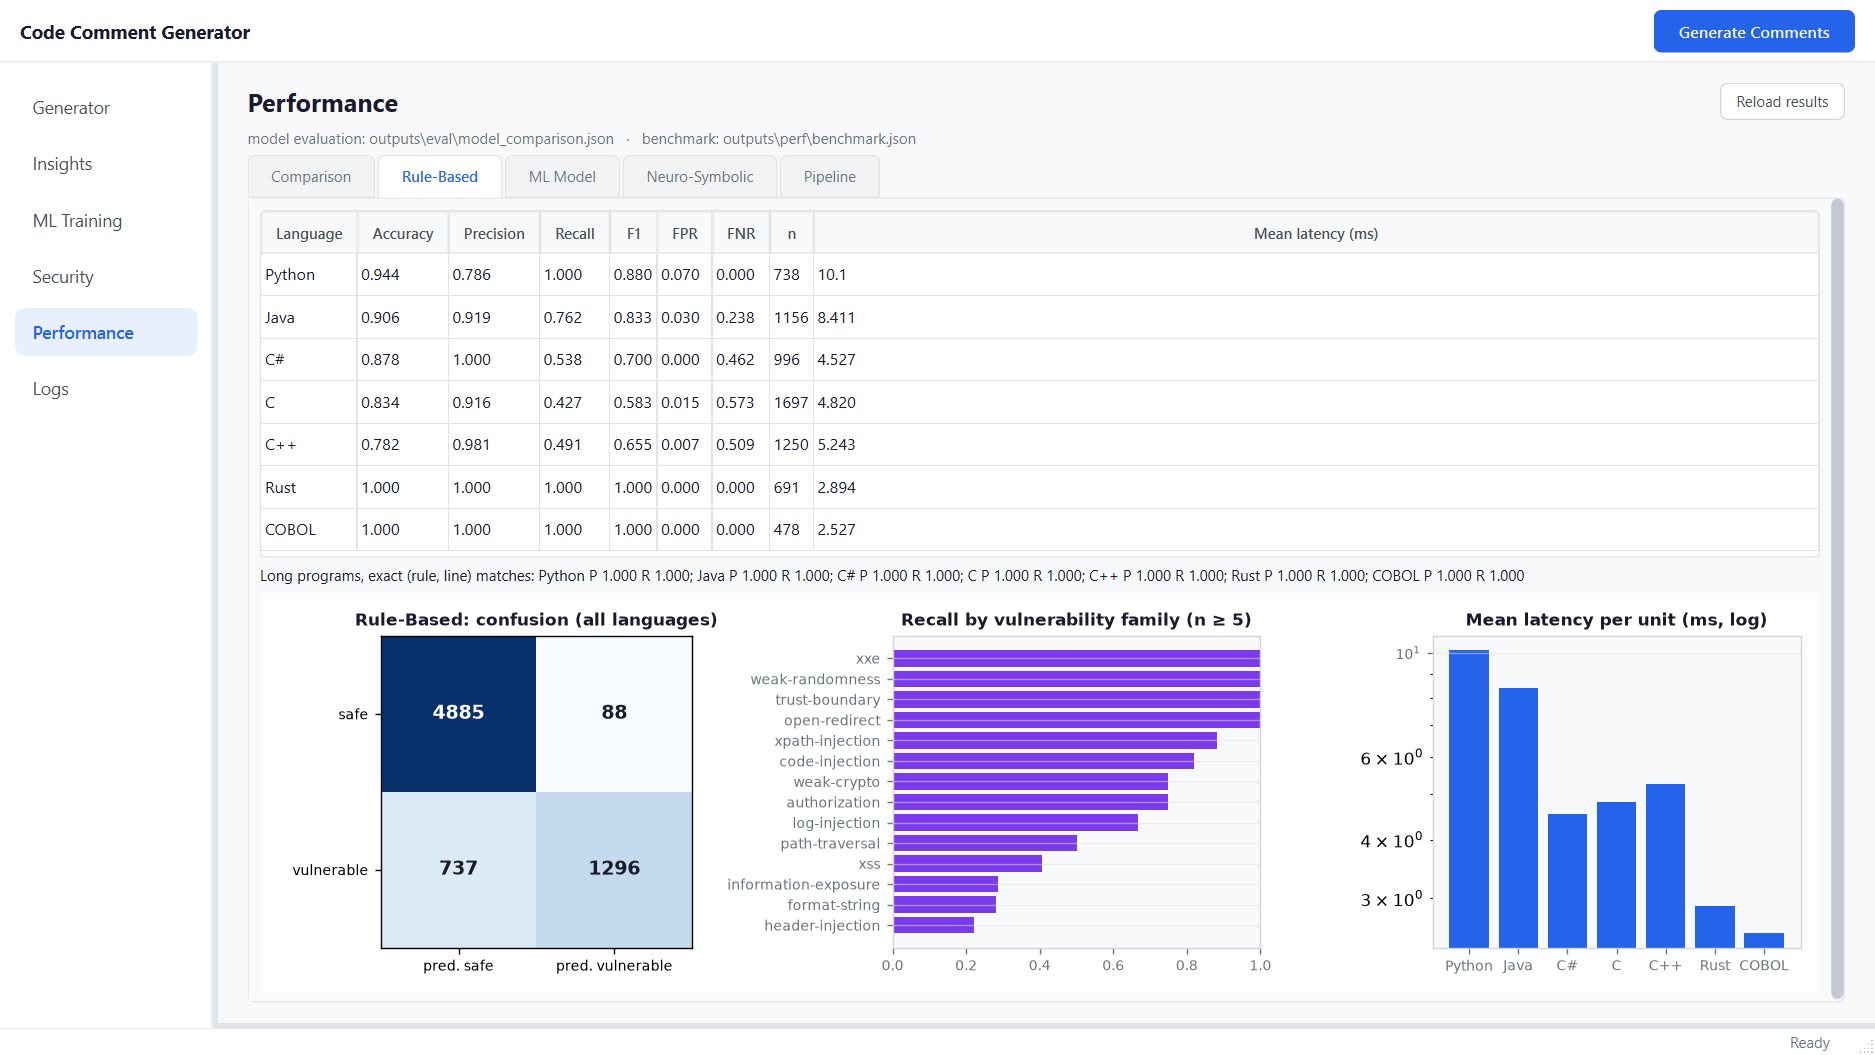 Code Comment Generator
Generate Comments
Generator
Insights
ML Training
Security
Performance
Logs
Performance
Reload results
model evaluation: outputs\eval\model_comparison.json · benchmark: outputs\perf\benchmark.json
Comparison Rule-Based ML Model Neuro-Symbolic Pipeline
Language Accuracy Precision Recall F1 FPR FNR n Mean latency (ms)
Python 0.944 0.786 1.000 0.880 0.070 0.000 738 10.1
Java 0.906 0.919 0.762 0.833 0.030 0.238 1156 8.411
C# 0.878 1.000 0.538 0.700 0.000 0.462 996 4.527
C 0.834 0.916 0.427 0.583 0.015 0.573 1697 4.820
C++ 0.782 0.981 0.491 0.655 0.007 0.509 1250 5.243
Rust 1.000 1.000 1.000 1.000 0.000 0.000 691 2.894
COBOL 1.000 1.000 1.000 1.000 0.000 0.000 478 2.527
Long programs, exact (rule, line) matches: Python P 1.000 R 1.000; Java P 1.000 R 1.000; C# P 1.000 R 1.000; C P 1.000 R 1.000; C++ P 1.000 R 1.000; Rust P 1.000 R 1.000; COBOL P 1.000 R 1.000
Rule-Based: confusion (all languages)
safe 4885 88
vulnerable 737 1296
pred. safe pred. vulnerable
Recall by vulnerability family (n ≥ 5)
xxe
weak-randomness
trust-boundary
open-redirect
xpath-injection
code-injection
weak-crypto
authorization
log-injection
path-traversal
xss
information-exposure
format-string
header-injection
0.0 0.2 0.4 0.6 0.8 1.0
Mean latency per unit (ms, log)
10¹
6 × 10⁰
4 × 10⁰
3 × 10⁰
Python Java C# C C++ Rust COBOL
Ready